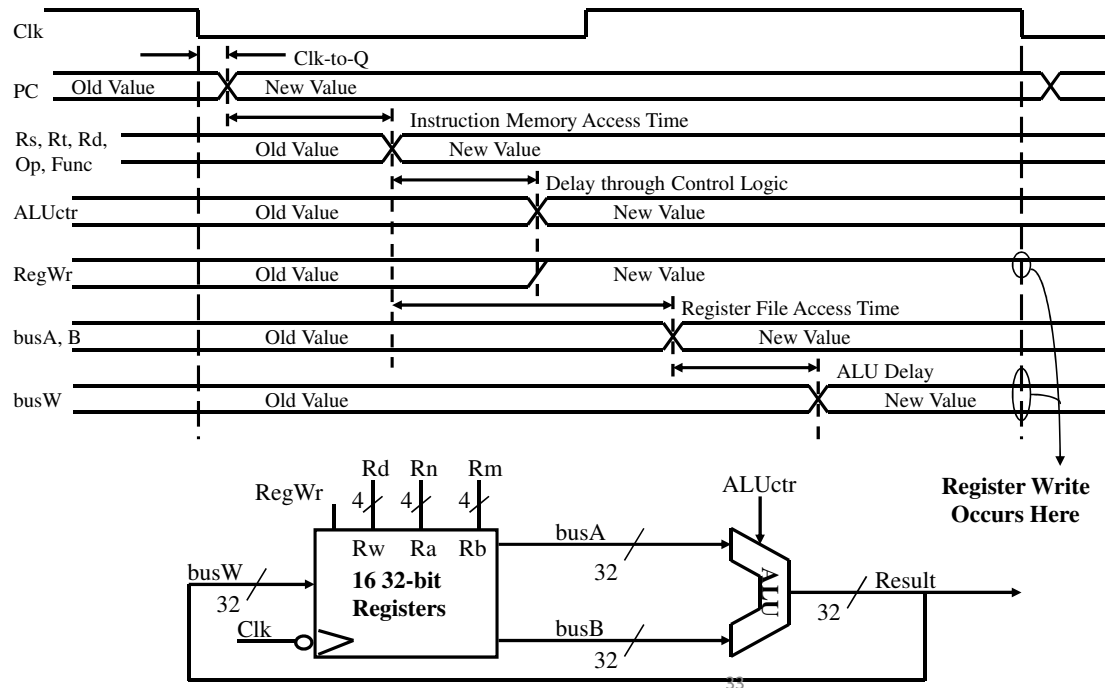 Clk
Clk-to-Q
PC
Old Value
New Value
Instruction Memory Access Time
Rs, Rt, Rd,
Op, Func
Old Value
New Value
Delay through Control Logic
ALUctr
Old Value
New Value
RegWr
Old Value
New Value
Register File Access Time
busA, B
Old Value
New Value
ALU Delay
busW
Old Value
New Value
Register Write
Occurs Here
RegWr
Rd
Rn
Rm
4
4
4
ALUctr
Rw
Ra
Rb
busA
32
busW
32
16 32-bit
Registers
ALU
Result
32
Clk
busB
32
33